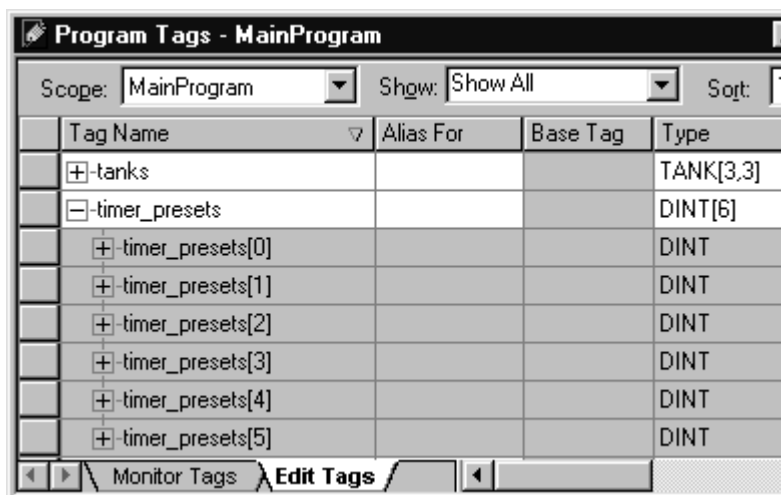 Program Tags - MainProgram
Scope: MainProgram Show: Show All Sort:
Tag Name Alias For Base Tag Type
tanks TANK[3,3]
timer_presets DINT[6]
timer_presets[0] DINT
timer_presets[1] DINT
timer_presets[2] DINT
timer_presets[3] DINT
timer_presets[4] DINT
timer_presets[5] DINT
Monitor Tags Edit Tags